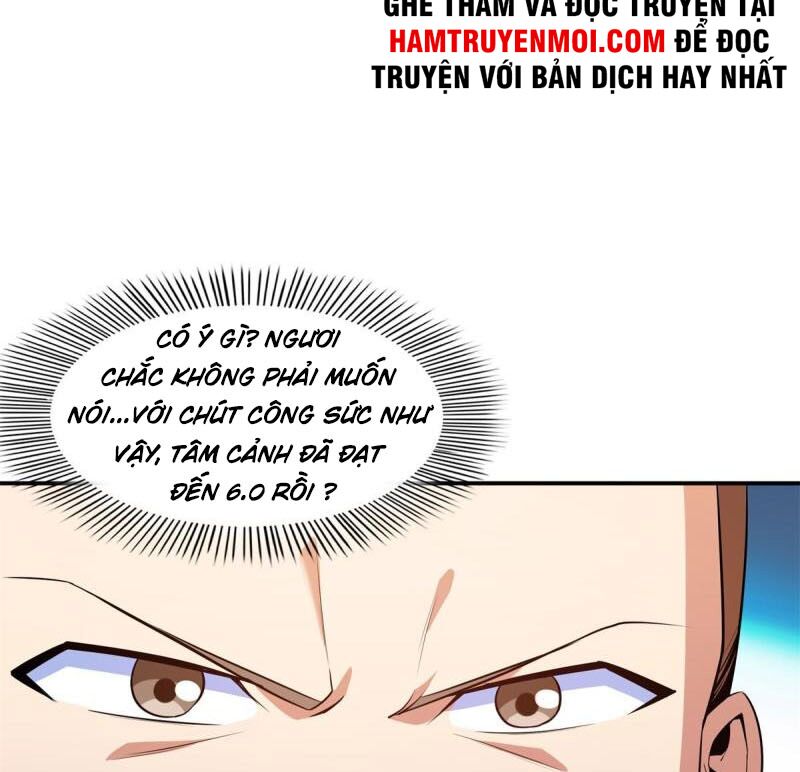 GHÉ THĂM VÀ ĐỌC TRUYỆN TẠI
HAMTRUYENMOI.COM ĐỂ ĐỌC
TRUYỆN VỚI BẢN DỊCH HAY NHẤT
CÓ Ý GÌ? NGƯƠI
CHẮC KHÔNG PHẢI MUỐN
NÓI...VỚI CHÚT CÔNG SỨC NHƯ
VẬY, TÂM CẢNH ĐÃ ĐẠT
ĐẾN 6.0 RỒI ?